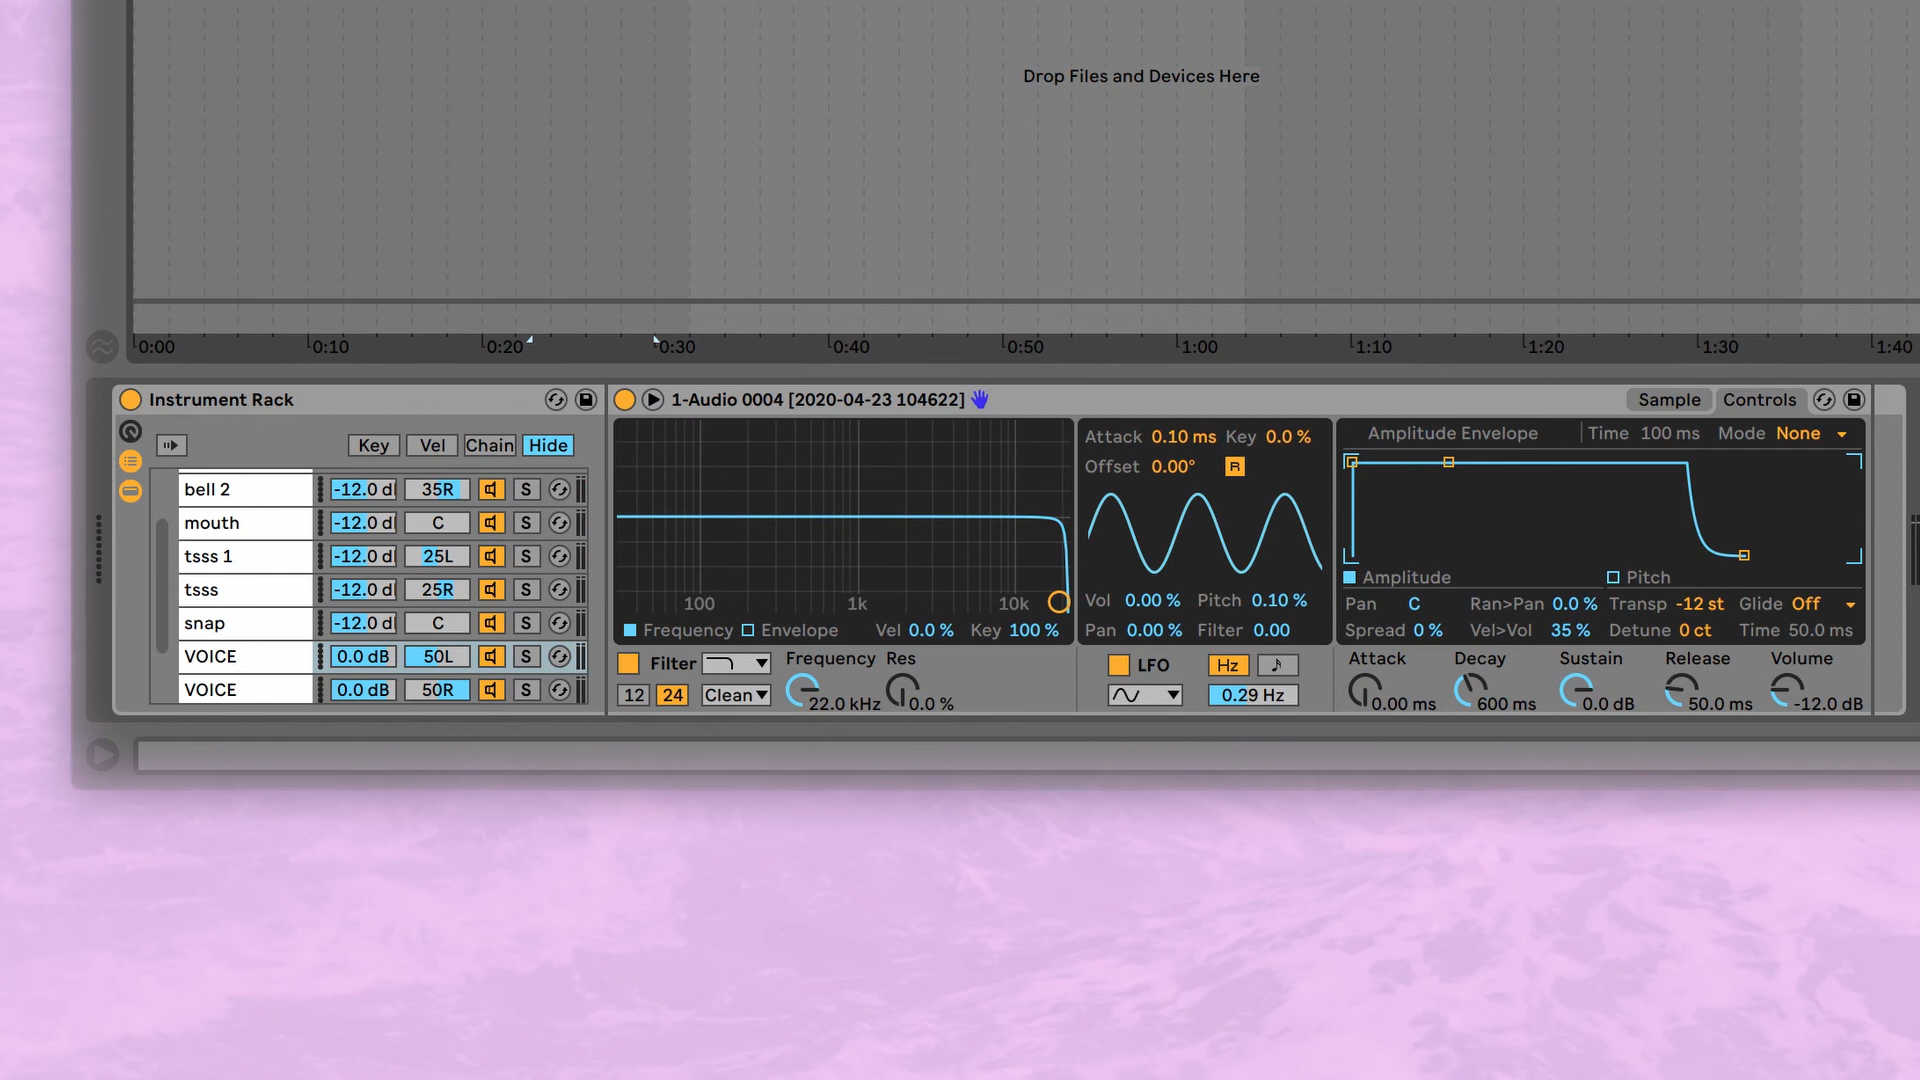 Drop Files and Devices Here
0:00 0:10 0:20 0:30 0:40 0:50 1:00 1:10 1:20 1:30 1:40
Instrument Rack
Key Vel Chain Hide
bell 2 -12.0 d 35R S
mouth -12.0 d C S
tsss 1 -12.0 d 25L S
tsss -12.0 d 25R S
snap -12.0 d C S
VOICE 0.0 dB 50L S
VOICE 0.0 dB 50R S
1-Audio 0004 [2020-04-23 104622]
Sample Controls
100 1k 10k
Frequency Envelope Vel 0.0 % Key 100 %
Filter Frequency Res
12 24 Clean 22.0 kHz 0.0 %
Attack 0.10 ms Key 0.0 %
Offset 0.00° R
Vol 0.00 % Pitch 0.10 %
Pan 0.00 % Filter 0.00
LFO Hz
0.29 Hz
Amplitude Envelope Time 100 ms Mode None
Amplitude Pitch
Pan C Ran>Pan 0.0 % Transp -12 st Glide Off
Spread 0 % Vel>Vol 35 % Detune 0 ct Time 50.0 ms
Attack Decay Sustain Release Volume
0.00 ms 600 ms 0.0 dB 50.0 ms -12.0 dB